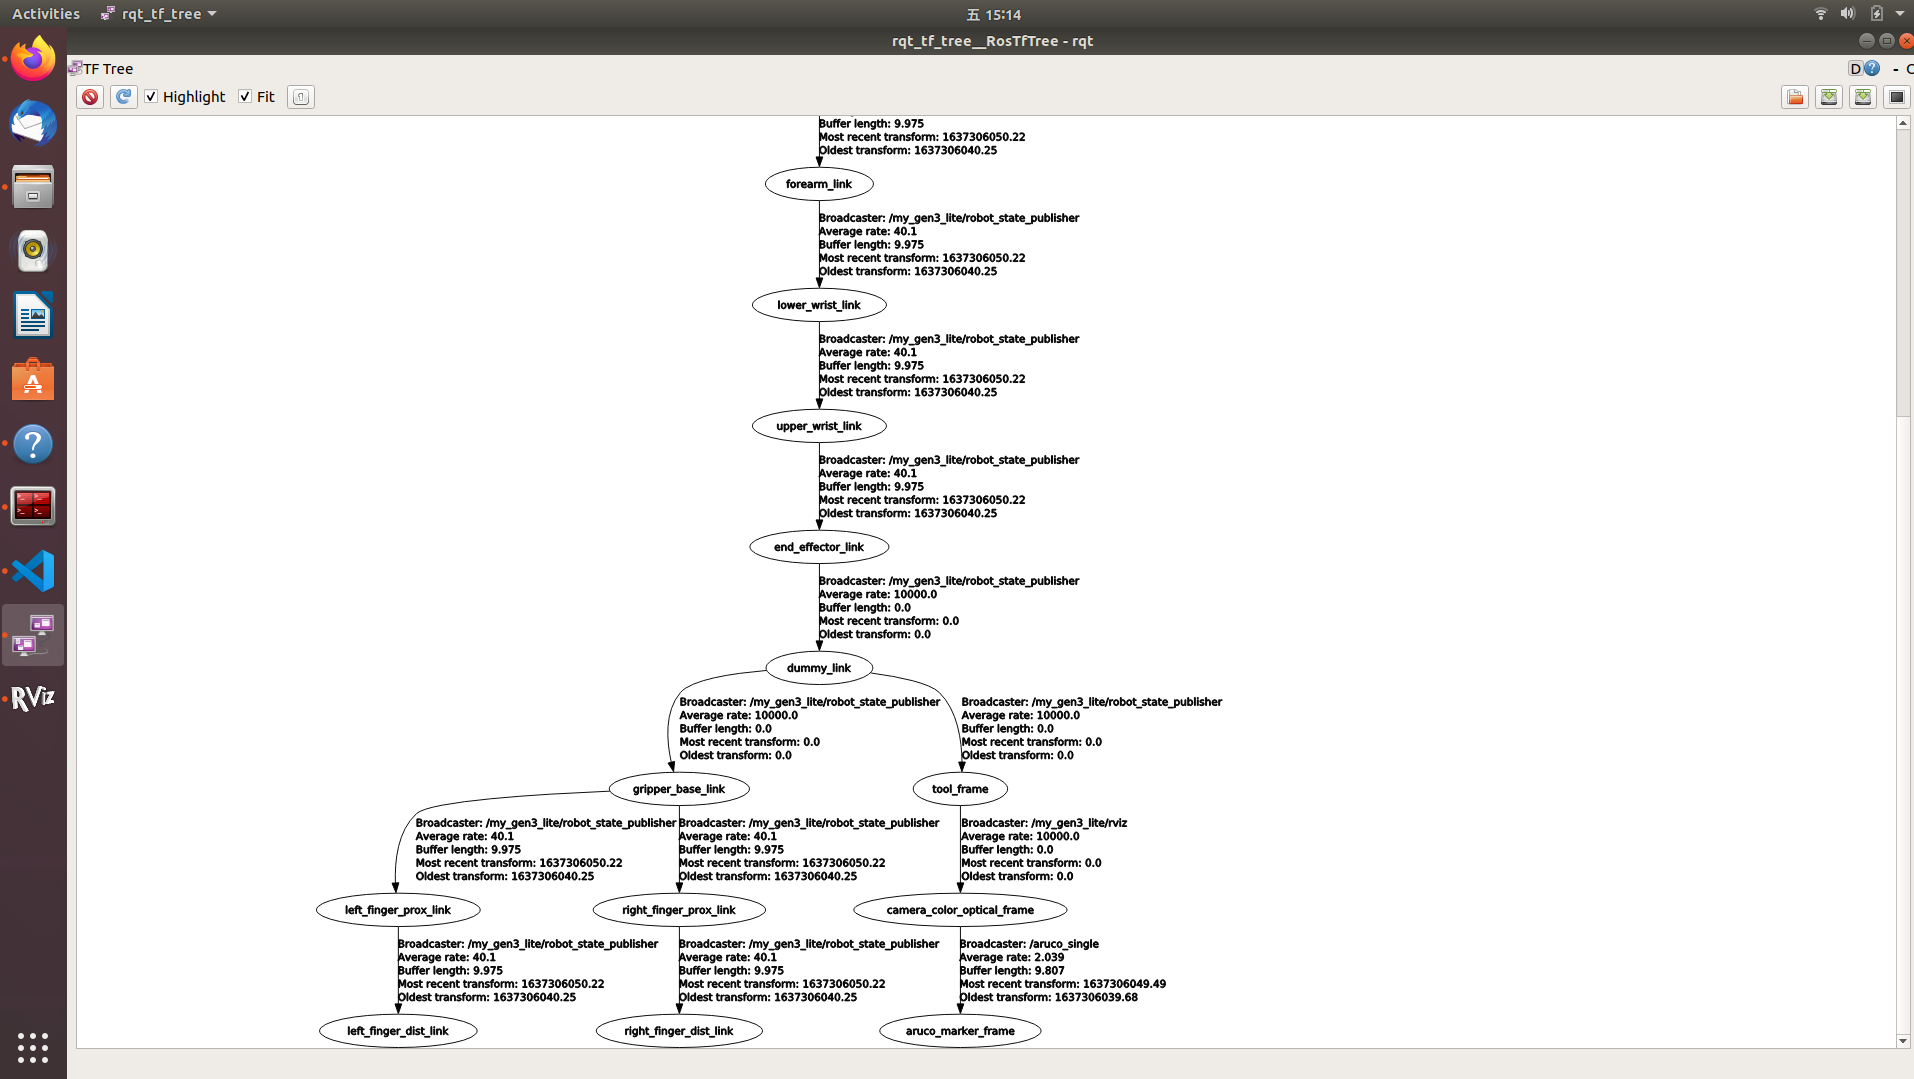 Activities
rqt_tf_tree
五 15∶14
rqt_tf_tree__RosTfTree - rqt
TF Tree
D
?
-
Highlight
Fit
Buffer length: 9.975
Most recent transform: 1637306050.22
Oldest transform: 1637306040.25
forearm_link
Broadcaster: /my_gen3_lite/robot_state_publisher
Average rate: 40.1
Buffer length: 9.975
Most recent transform: 1637306050.22
Oldest transform: 1637306040.25
lower_wrist_link
Broadcaster: /my_gen3_lite/robot_state_publisher
Average rate: 40.1
Buffer length: 9.975
Most recent transform: 1637306050.22
Oldest transform: 1637306040.25
upper_wrist_link
Broadcaster: /my_gen3_lite/robot_state_publisher
Average rate: 40.1
Buffer length: 9.975
Most recent transform: 1637306050.22
Oldest transform: 1637306040.25
end_effector_link
Broadcaster: /my_gen3_lite/robot_state_publisher
Average rate: 10000.0
Buffer length: 0.0
Most recent transform: 0.0
Oldest transform: 0.0
dummy_link
Broadcaster: /my_gen3_lite/robot_state_publisher
Average rate: 10000.0
Buffer length: 0.0
Most recent transform: 0.0
Oldest transform: 0.0
Broadcaster: /my_gen3_lite/robot_state_publisher
Average rate: 10000.0
Buffer length: 0.0
Most recent transform: 0.0
Oldest transform: 0.0
gripper_base_link
tool_frame
Broadcaster: /my_gen3_lite/robot_state_publisher
Average rate: 40.1
Buffer length: 9.975
Most recent transform: 1637306050.22
Oldest transform: 1637306040.25
Broadcaster: /my_gen3_lite/robot_state_publisher
Average rate: 40.1
Buffer length: 9.975
Most recent transform: 1637306050.22
Oldest transform: 1637306040.25
Broadcaster: /my_gen3_lite/rviz
Average rate: 10000.0
Buffer length: 0.0
Most recent transform: 0.0
Oldest transform: 0.0
left_finger_prox_link
right_finger_prox_link
camera_color_optical_frame
Broadcaster: /my_gen3_lite/robot_state_publisher
Average rate: 40.1
Buffer length: 9.975
Most recent transform: 1637306050.22
Oldest transform: 1637306040.25
Broadcaster: /my_gen3_lite/robot_state_publisher
Average rate: 40.1
Buffer length: 9.975
Most recent transform: 1637306050.22
Oldest transform: 1637306040.25
Broadcaster: /aruco_single
Average rate: 2.039
Buffer length: 9.807
Most recent transform: 1637306049.49
Oldest transform: 1637306039.68
left_finger_dist_link
right_finger_dist_link
aruco_marker_frame
RViz